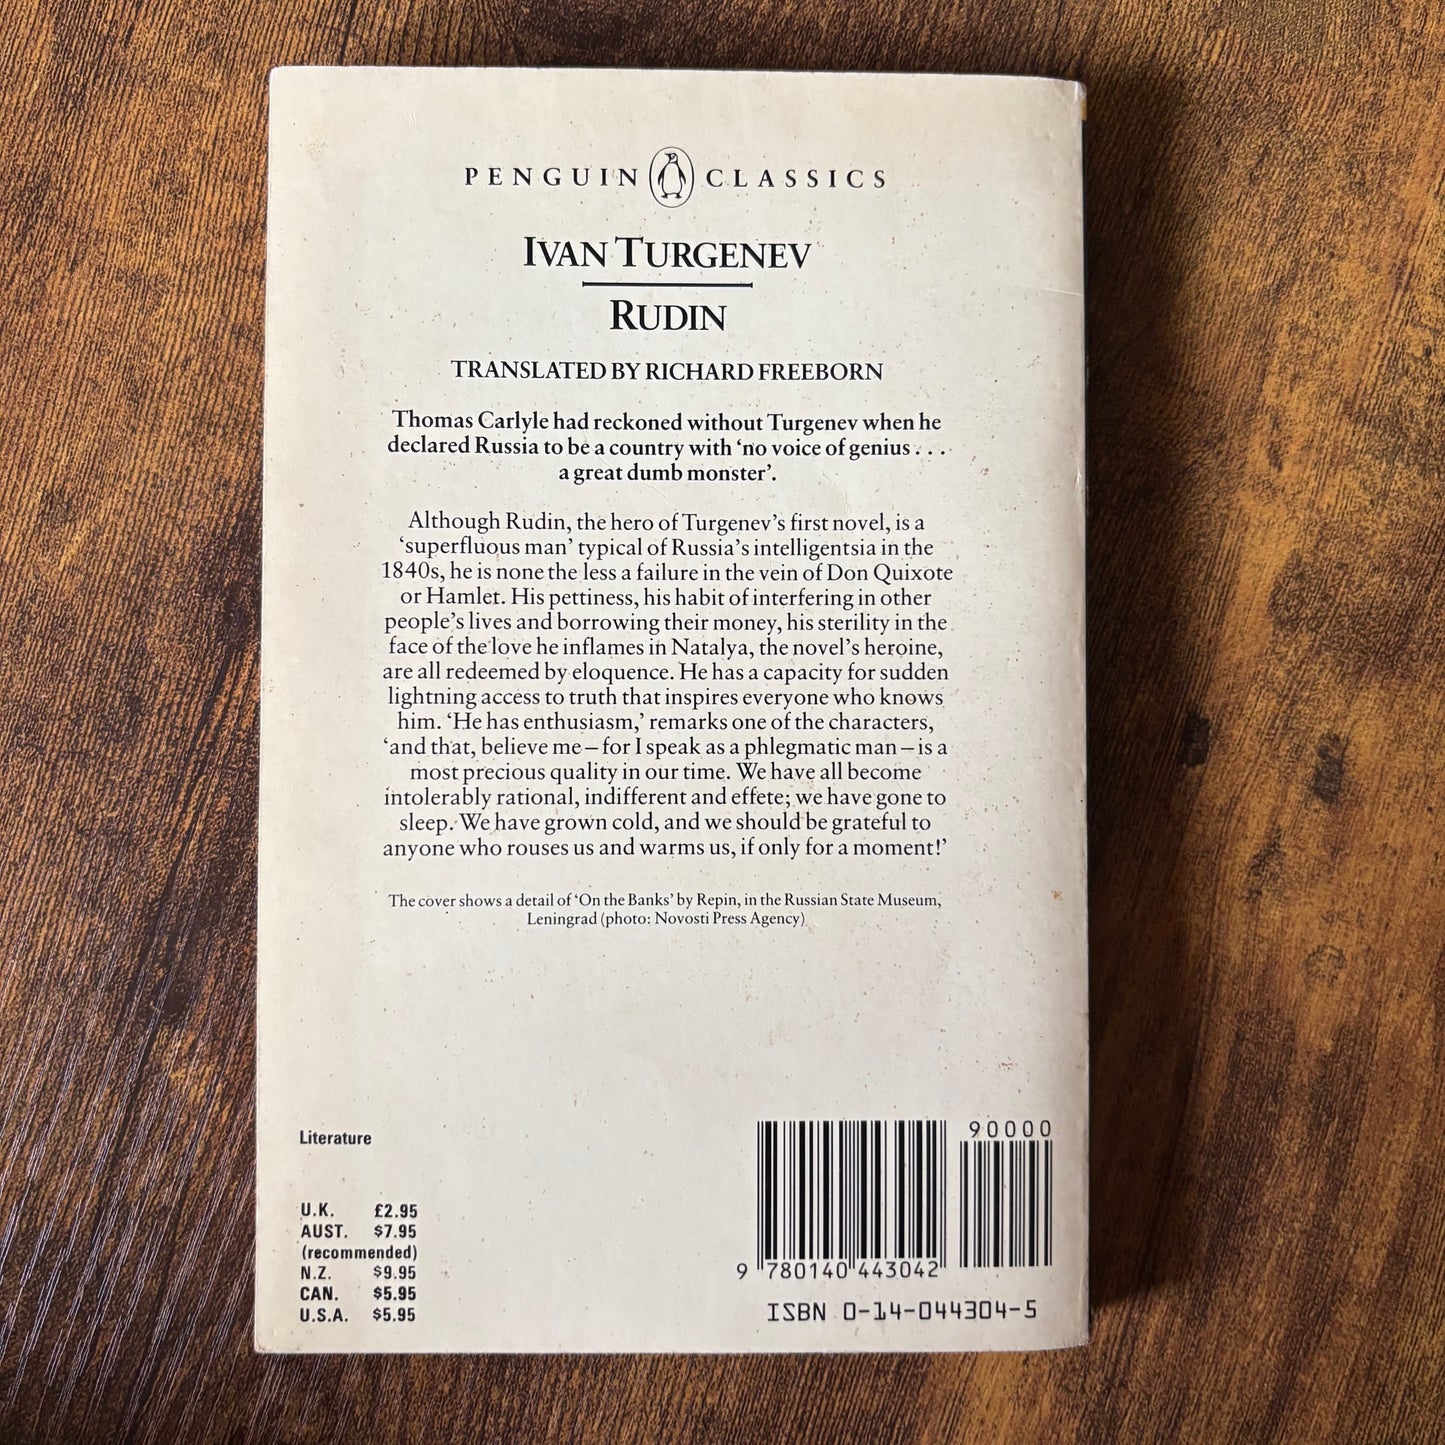 PENGUIN CLASSICS
IVAN TURGENEV
RUDIN
TRANSLATED BY RICHARD FREEBORN
Thomas Carlyle had reckoned without Turgenev when he
declared Russia to be a country with ‘no voice of genius . . .
a great dumb monster’.
Although Rudin, the hero of Turgenev’s first novel, is a
‘superfluous man’ typical of Russia’s intelligentsia in the
1840s, he is none the less a failure in the vein of Don Quixote
or Hamlet. His pettiness, his habit of interfering in other
people’s lives and borrowing their money, his sterility in the
face of the love he inflames in Natalya, the novel’s heroine,
are all redeemed by eloquence. He has a capacity for sudden
lightning access to truth that inspires everyone who knows
him. ‘He has enthusiasm,’ remarks one of the characters,
‘and that, believe me – for I speak as a phlegmatic man – is a
most precious quality in our time. We have all become
intolerably rational, indifferent and effete; we have gone to
sleep. We have grown cold, and we should be grateful to
anyone who rouses us and warms us, if only for a moment!’
The cover shows a detail of ‘On the Banks’ by Repin, in the Russian State Museum,
Leningrad (photo: Novosti Press Agency)
Literature
U.K. £2.95
AUST. $7.95
(recommended)
N.Z. $9.95
CAN. $5.95
U.S.A. $5.95
90000
9 780140 443042
ISBN 0-14-044304-5